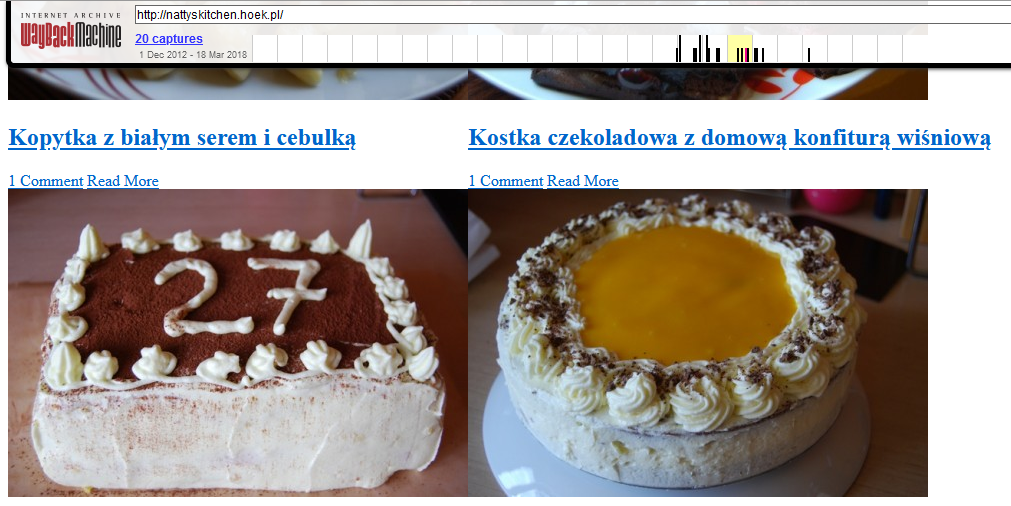 INTERNET ARCHIVE
WayBackMachine
http://nattyskitchen.hoek.pl/
20 captures
1 Dec 2012 - 18 Mar 2018
Kopytka z białym serem i cebulką
1 Comment Read More
Kostka czekoladowa z domową konfiturą wiśniową
1 Comment Read More
27